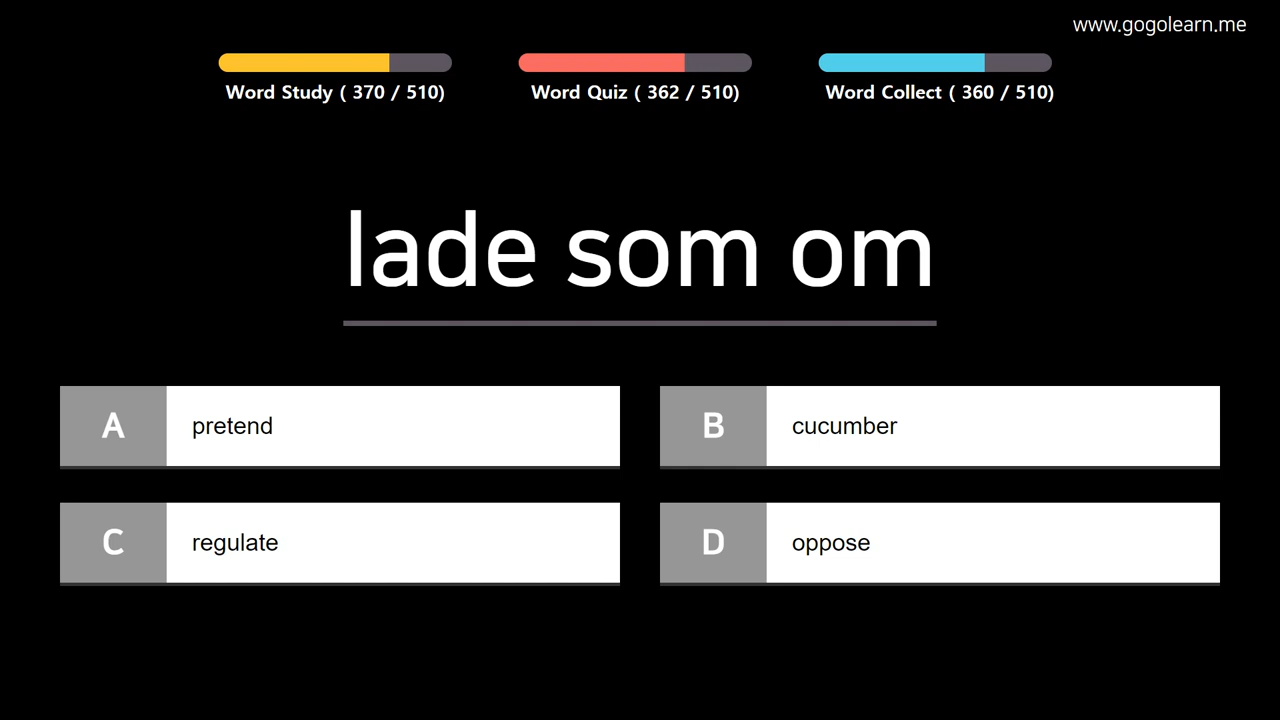 www.gogolearn.me
Word Study ( 370 / 510)
Word Quiz ( 362 / 510)
Word Collect ( 360 / 510)
lade som om
A pretend
B cucumber
C regulate
D oppose